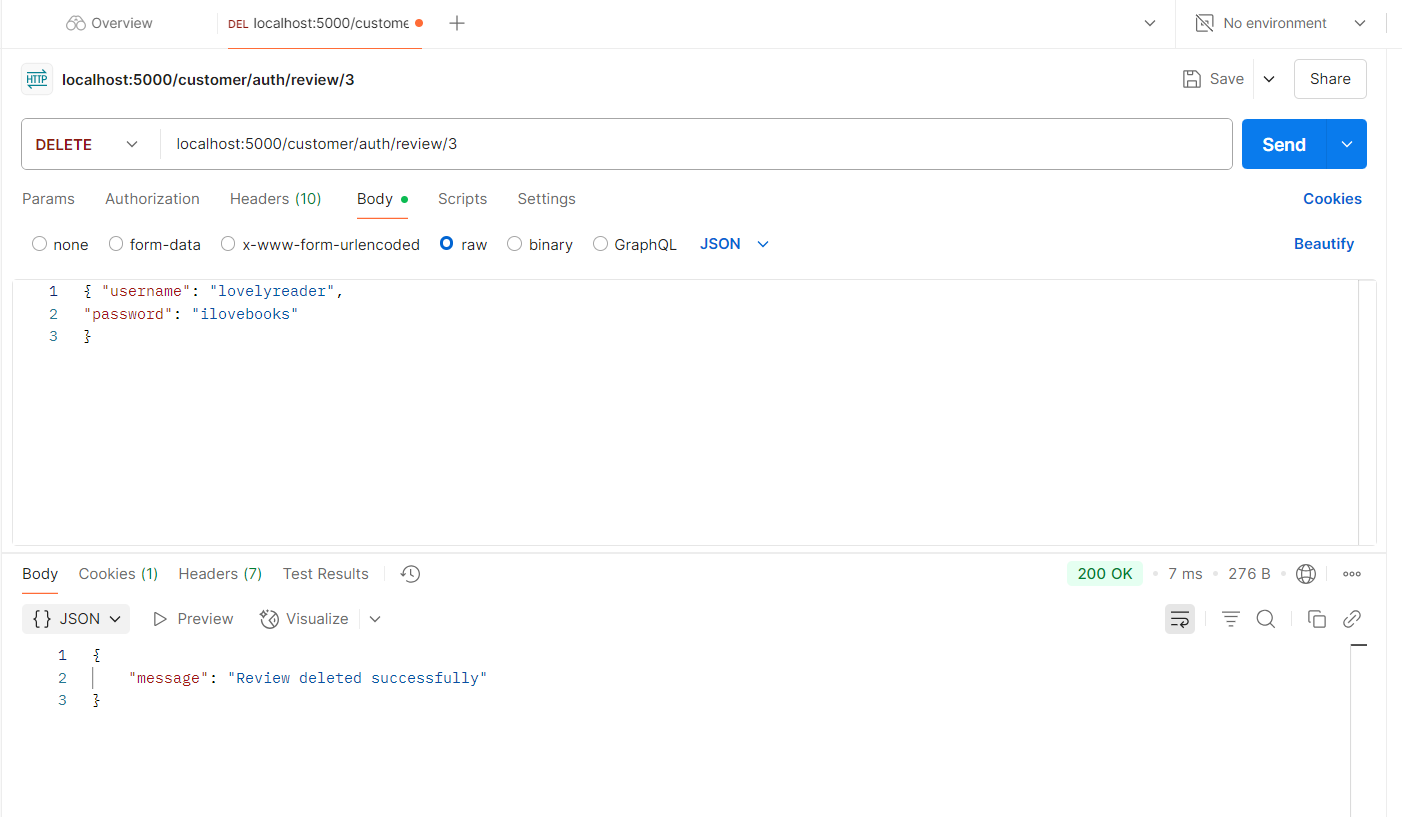 Overview
DEL localhost:5000/custome
No environment
HTTP localhost:5000/customer/auth/review/3
Save
Share
DELETE localhost:5000/customer/auth/review/3
Send
Params Authorization Headers (10) Body Scripts Settings Cookies
none form-data x-www-form-urlencoded raw binary GraphQL JSON Beautify
1 { "username": "lovelyreader",
2 "password": "ilovebooks"
3 }
Body Cookies (1) Headers (7) Test Results 200 OK 7 ms 276 B
{} JSON Preview Visualize
1 {
2 "message": "Review deleted successfully"
3 }